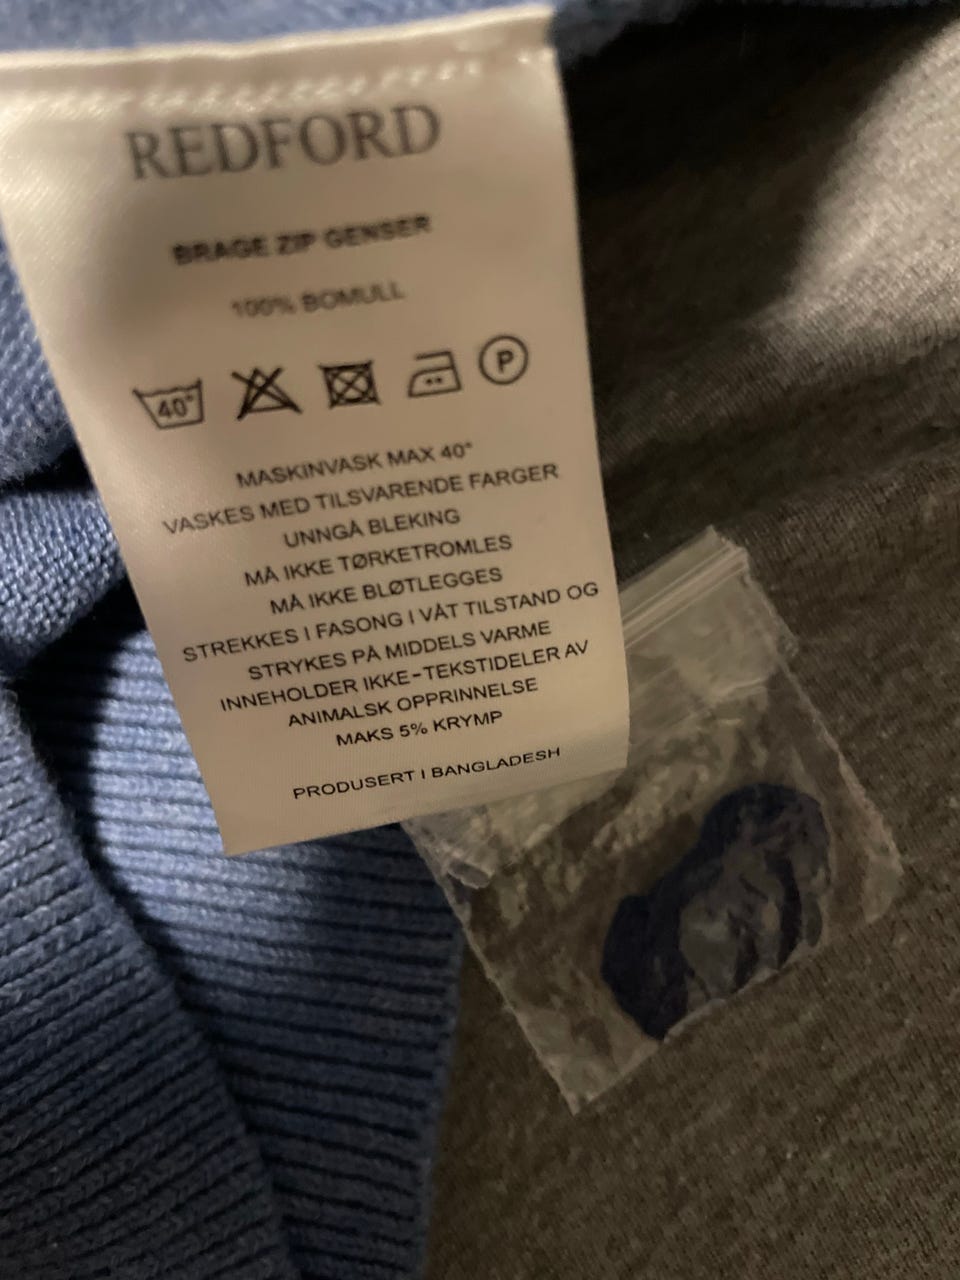 REDFORD
BRAGE ZIP GENSER
100% BOMULL
40° P
MASKINVASK MAX 40°
VASKES MED TILSVARENDE FARGER
UNNGÅ BLEKING
MÅ IKKE TØRKETROMLES
MÅ IKKE BLØTLEGGES
STREKKES I FASONG I VÅT TILSTAND OG
STRYKES PÅ MIDDELS VARME
INNEHOLDER IKKE-TEKSTIDELER AV
ANIMALSK OPPRINNELSE
MAKS 5% KRYMP
PRODUSERT I BANGLADESH